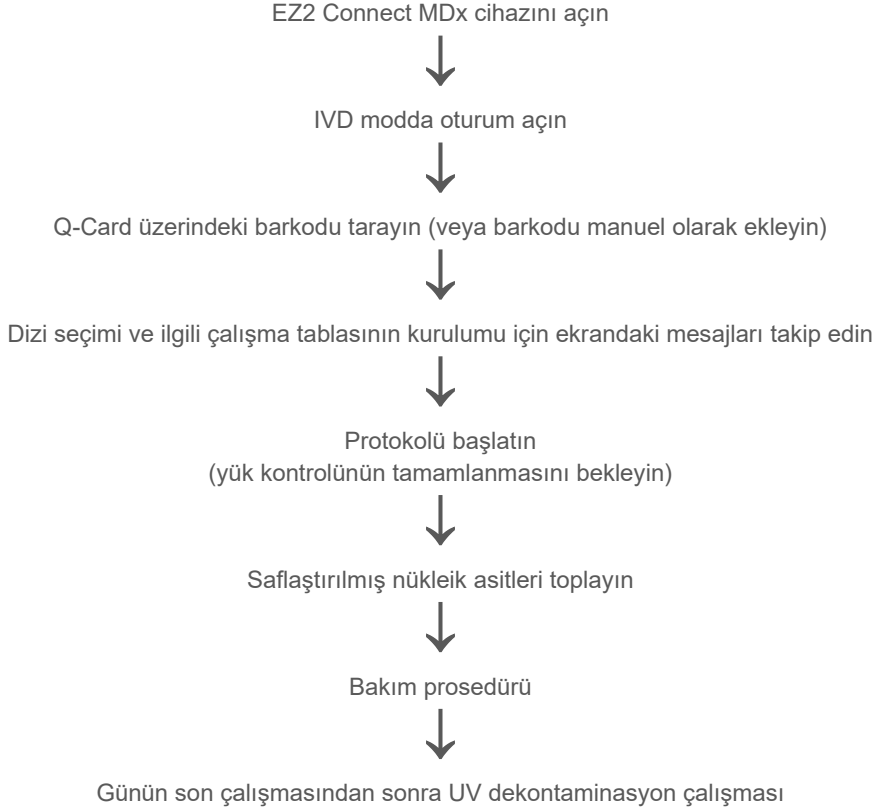 EZ2 Connect MDx cihazını açın
IVD modda oturum açın
Q-Card üzerindeki barkodu tarayın (veya barkodu manuel olarak ekleyin)
Dizi seçimi ve ilgili çalışma tablasının kurulumu için ekrandaki mesajları takip edin
Protokolü başlatın
(yük kontrolünün tamamlanmasını bekleyin)
Saflaştırılmış nükleik asitleri toplayın
Bakım prosedürü
Günün son çalışmasından sonra UV dekontaminasyon çalışması